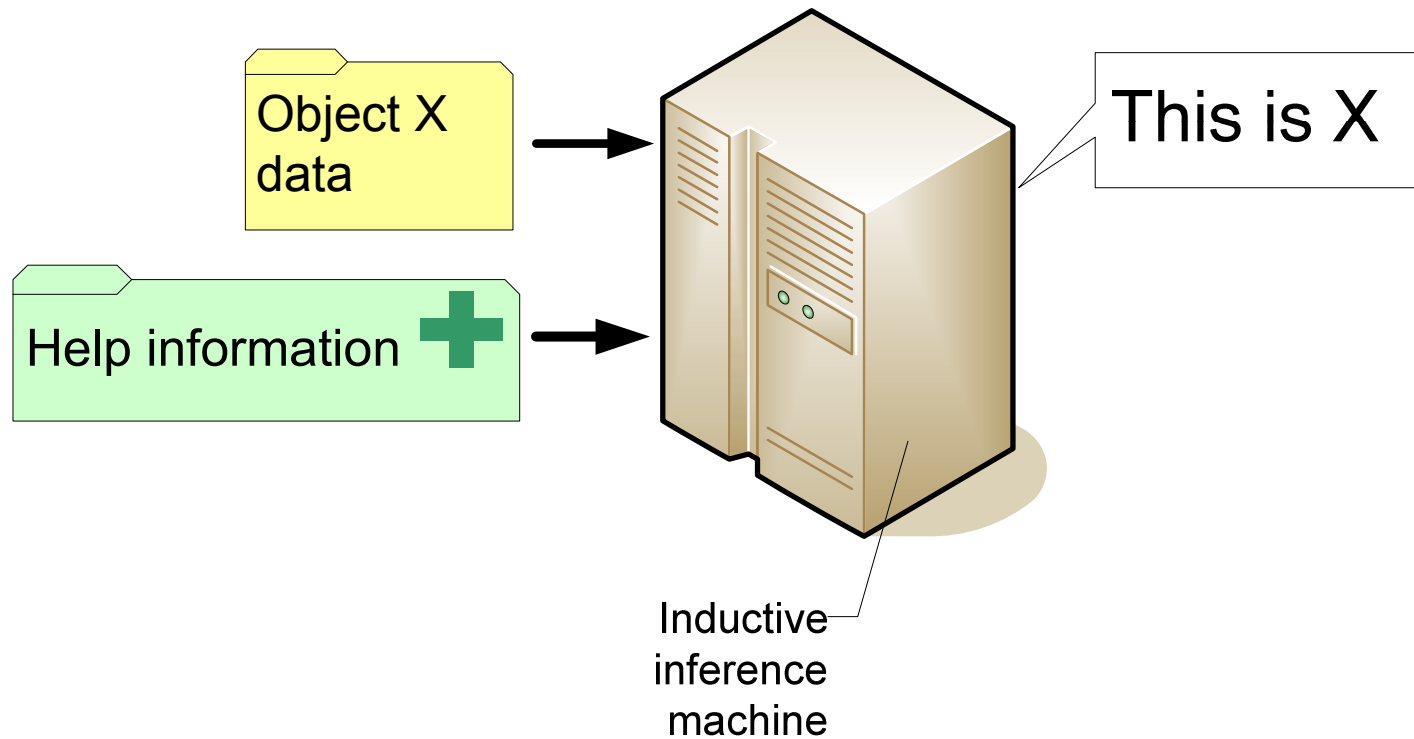 Object X
data
This is X
Help information
Inductive
inference
machine